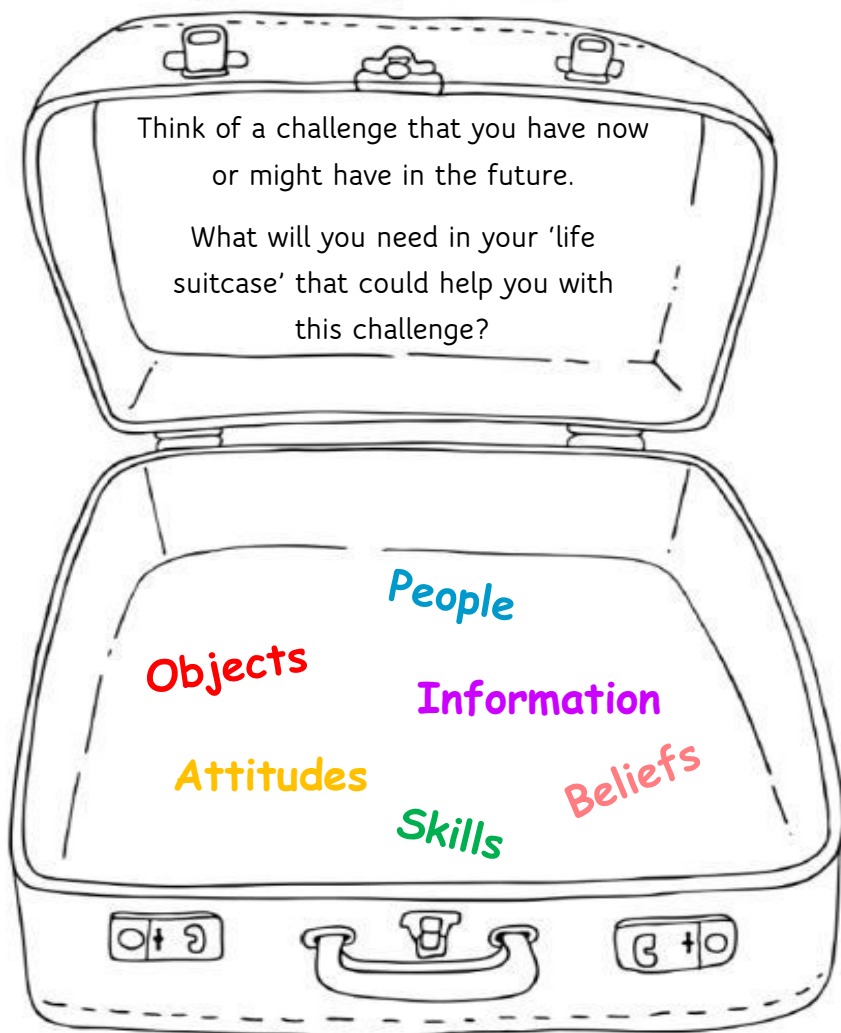 Think of a challenge that you have now
or might have in the future.
What will you need in your ‘life
suitcase’ that could help you with
this challenge?
People
Objects
Information
Attitudes
Beliefs
Skills